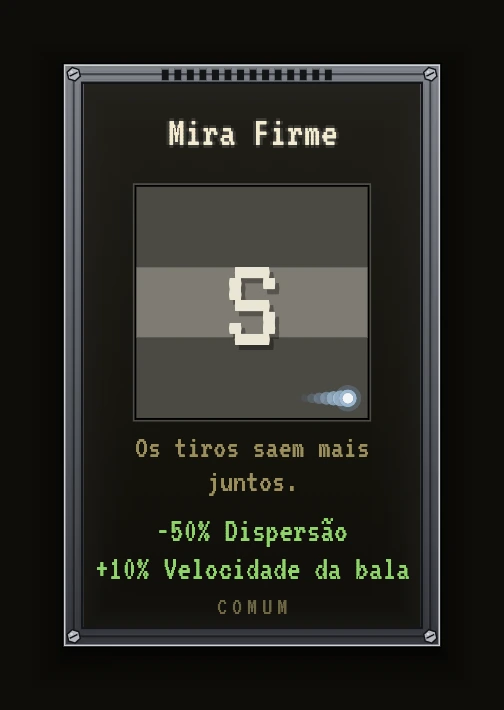 Mira Firme
S
Os tiros saem mais
juntos.
-50% Dispersão
+10% Velocidade da bala
COMUM